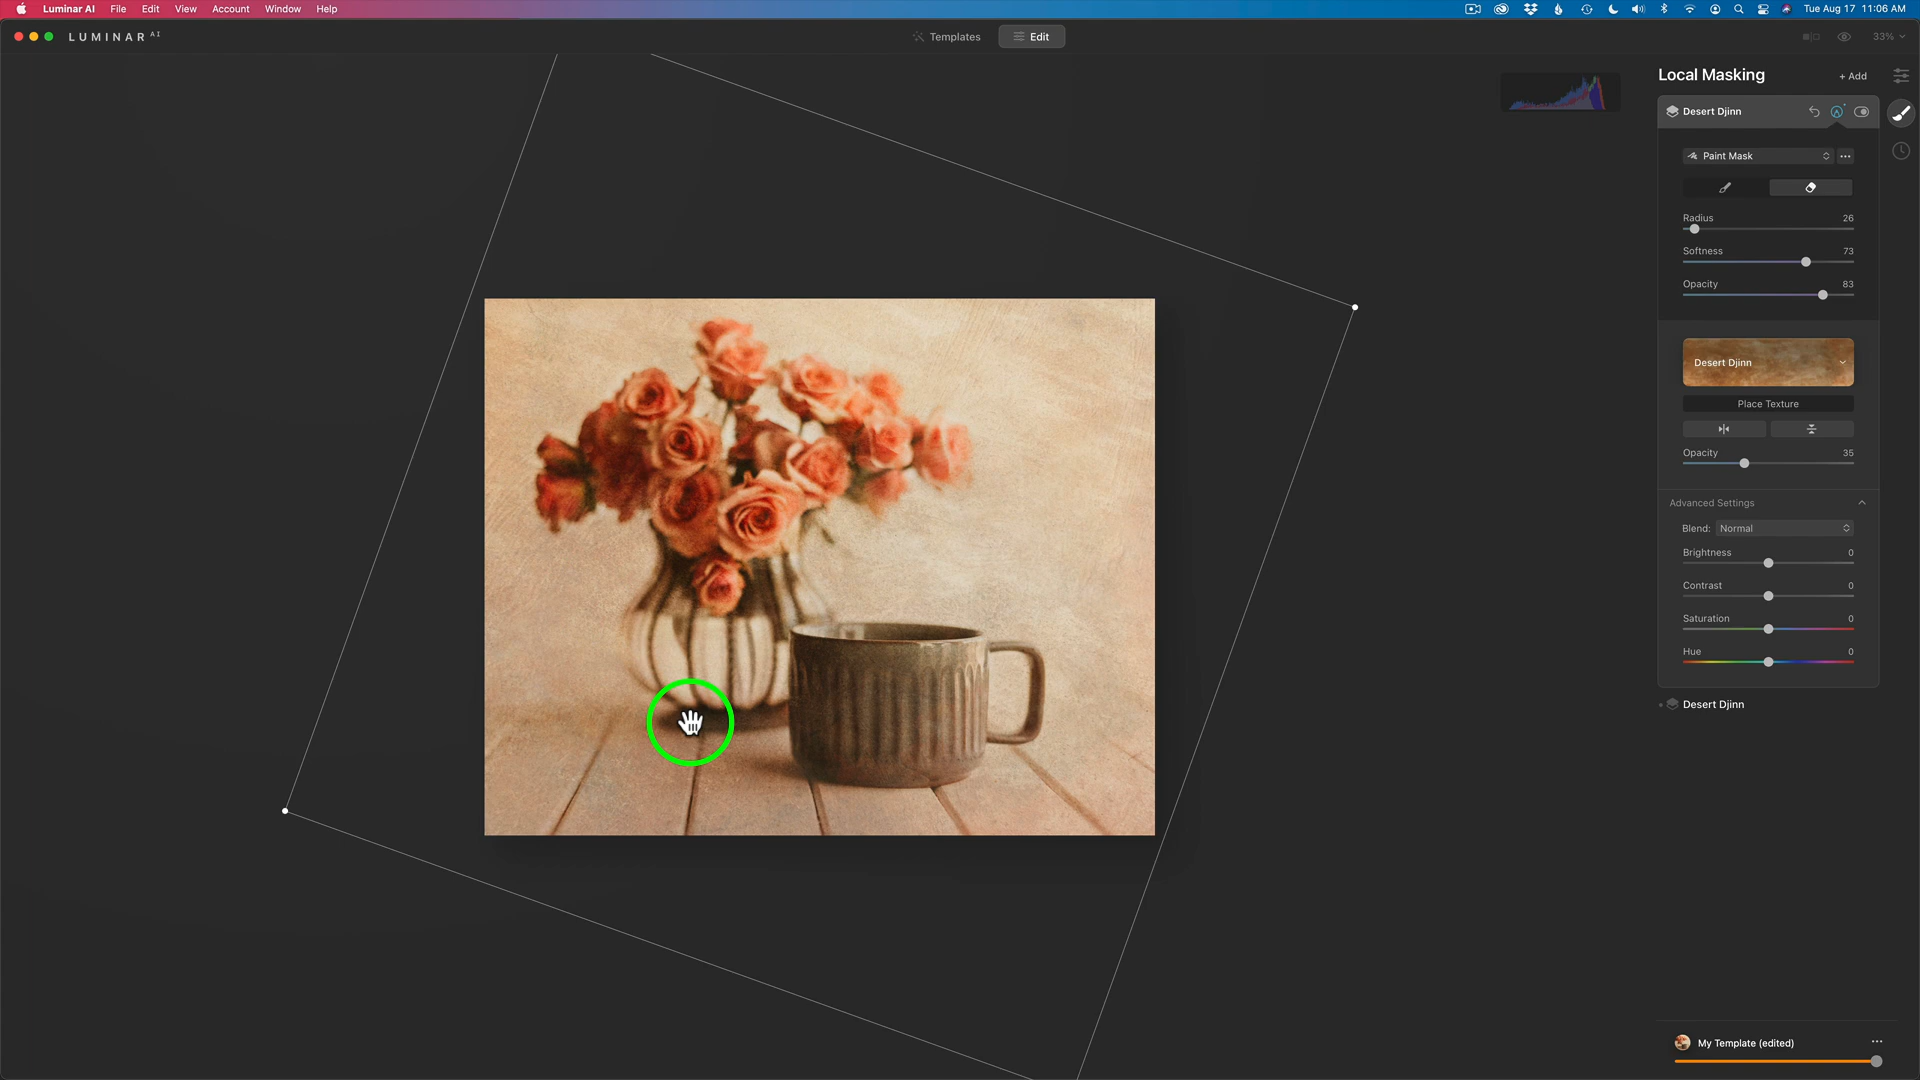 Luminar AI File Edit View Account Window Help Tue Aug 17 11:06 AM
LUMINAR AI Templates Edit 33%
Local Masking + Add
Desert Djinn
Paint Mask
Radius 26
Softness 73
Opacity 83
Desert Djinn
Place Texture
Opacity 35
Advanced Settings
Blend: Normal
Brightness 0
Contrast 0
Saturation 0
Hue 0
Desert Djinn
My Template (edited)